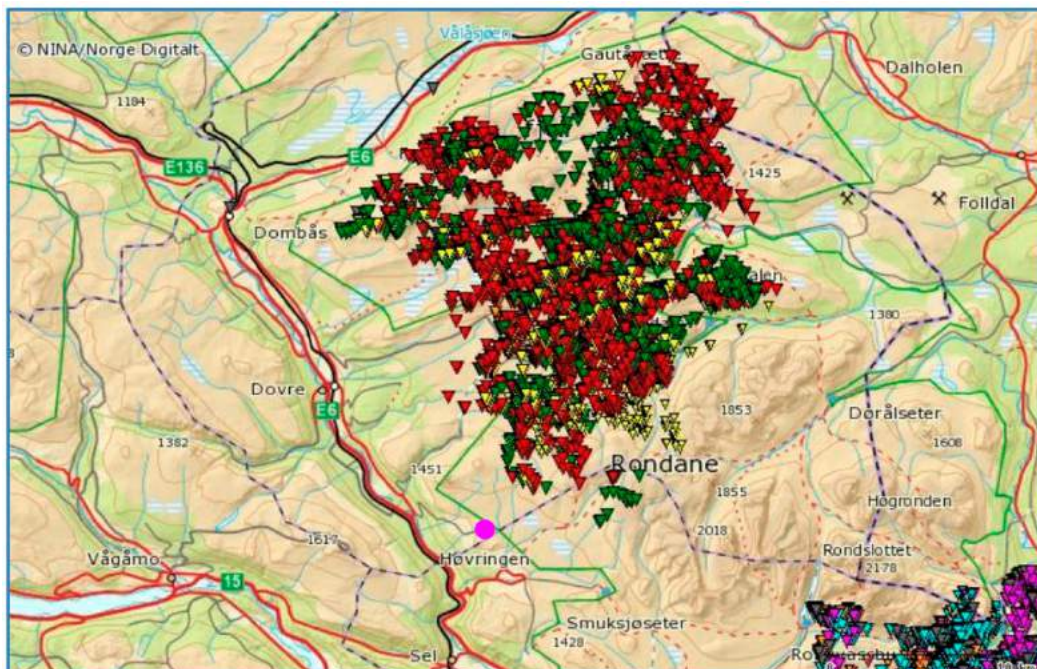 © NINA/Norge Digitalt
Vålåsjøen
Dalholen
1184
E6
E136
1425
Folldal
Dombås
1380
Dovre
E6
1853
Dørålseter
1382
1451
Rondane
1608
1855
Høgronden
1617
2018
Vågåmo
Høvringen
Rondslottet
15
2178
Smuksjøseter
Sel
1428